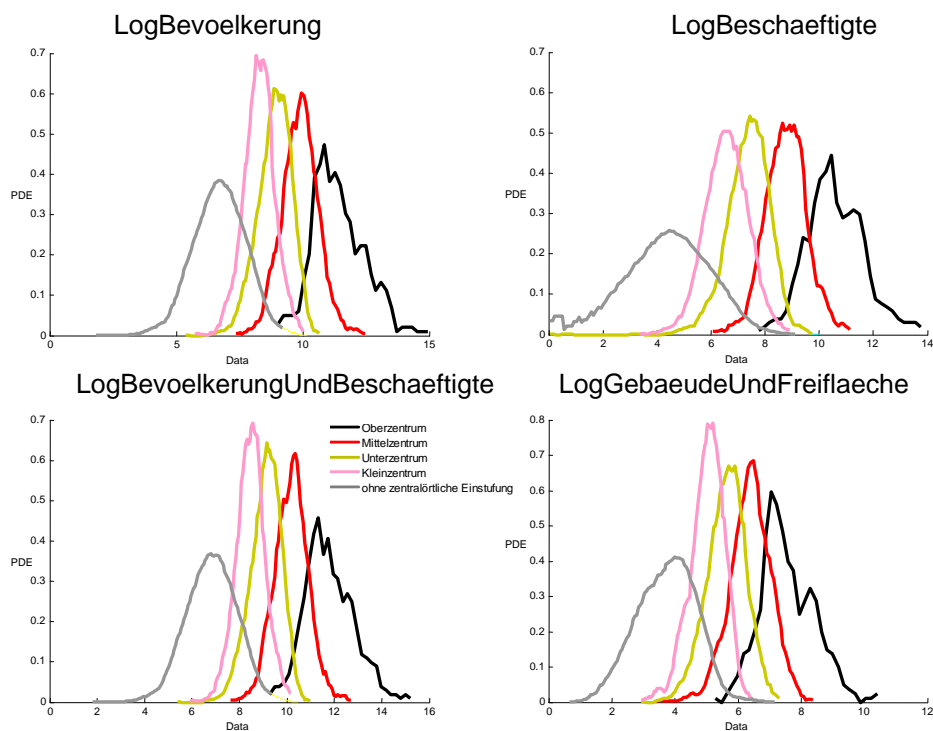 LogBevoelkerung
0.7
0.6
0.5
0.4
PDE
0.3
0.2
0.1
0
0 5 10 15
Data
LogBeschaeftigte
0.7
0.6
0.5
0.4
PDE
0.3
0.2
0.1
0
0 2 4 6 8 10 12 14
Data
LogBevoelkerungUndBeschaeftigte
0.7
0.6
0.5
0.4
PDE
0.3
0.2
0.1
0
Oberzentrum
Mittelzentrum
Unterzentrum
Kleinzentrum
ohne zentralörtliche Einstufung
0 2 4 6 8 10 12 14 16
Data
LogGebaeudeUndFreiflaeche
0.8
0.7
0.6
0.5
0.4
PDE
0.8
0.2
0.1
0
0 2 4 6 8 10 12
Data